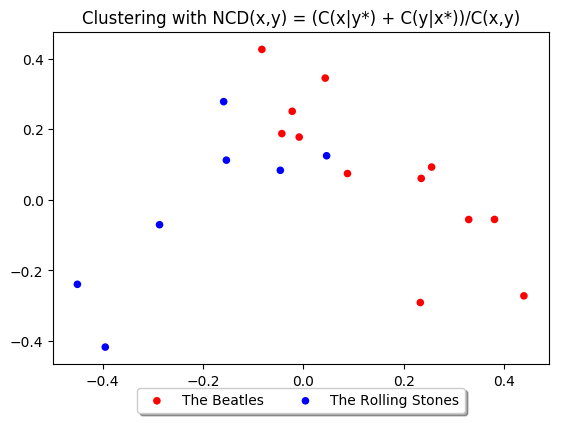 Clustering with NCD(x,y) = (C(x|y*) + C(y|x*))/C(x,y)
0.4
0.2
0.0
−0.2
−0.4
−0.4 −0.2 0.0 0.2 0.4
The Beatles The Rolling Stones